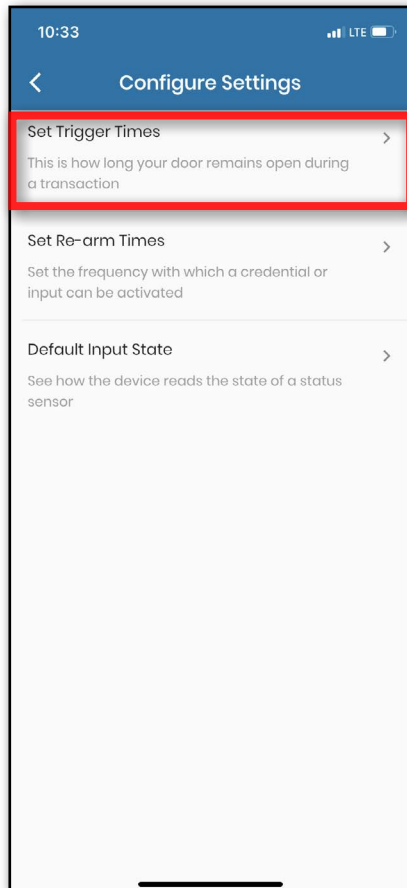 10:33
LTE
Configure Settings
Set Trigger Times
This is how long your door remains open during
a transaction
Set Re-arm Times
Set the frequency with which a credential or
input can be activated
Default Input State
See how the device reads the state of a status
sensor